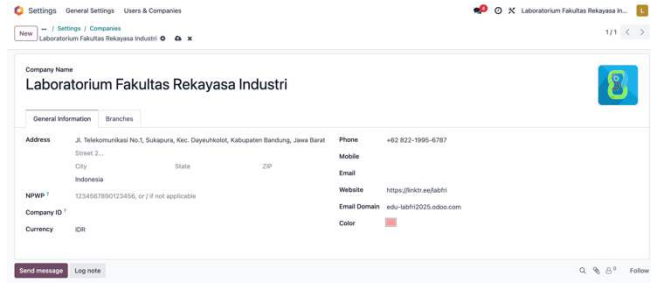 Settings General Settings Users & Companies
Laboratorium Fakultas Rekayasa In... L
New ... / Settings / Companies
Laboratorium Fakultas Rekayasa Industri
1 / 1
Company Name
Laboratorium Fakultas Rekayasa Industri
General Information Branches
Address Jl. Telekomunikasi No.1, Sukapura, Kec. Dayeuhkolot, Kabupaten Bandung, Jawa Barat
Street 2...
City State ZIP
Indonesia
NPWP ? 1234567890123456, or / if not applicable
Company ID ?
Currency IDR
Phone +62 822-1995-6787
Mobile
Email
Website https://linktr.ee/labfri
Email Domain edu-labfri2025.odoo.com
Color
Send message Log note
0 Follow